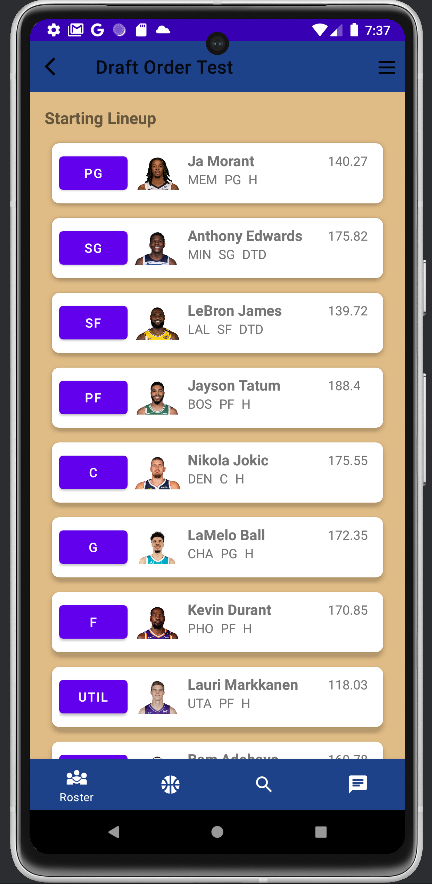 7:37
Draft Order Test
Starting Lineup
PG
Ja Morant
140.27
MEM PG H
SG
Anthony Edwards
175.82
MIN SG DTD
SF
LeBron James
139.72
LAL SF DTD
PF
Jayson Tatum
188.4
BOS PF H
C
Nikola Jokic
175.55
DEN C H
G
LaMelo Ball
172.35
CHA PG H
F
Kevin Durant
170.85
PHO PF H
UTIL
Lauri Markkanen
118.03
UTA PF H
Roster